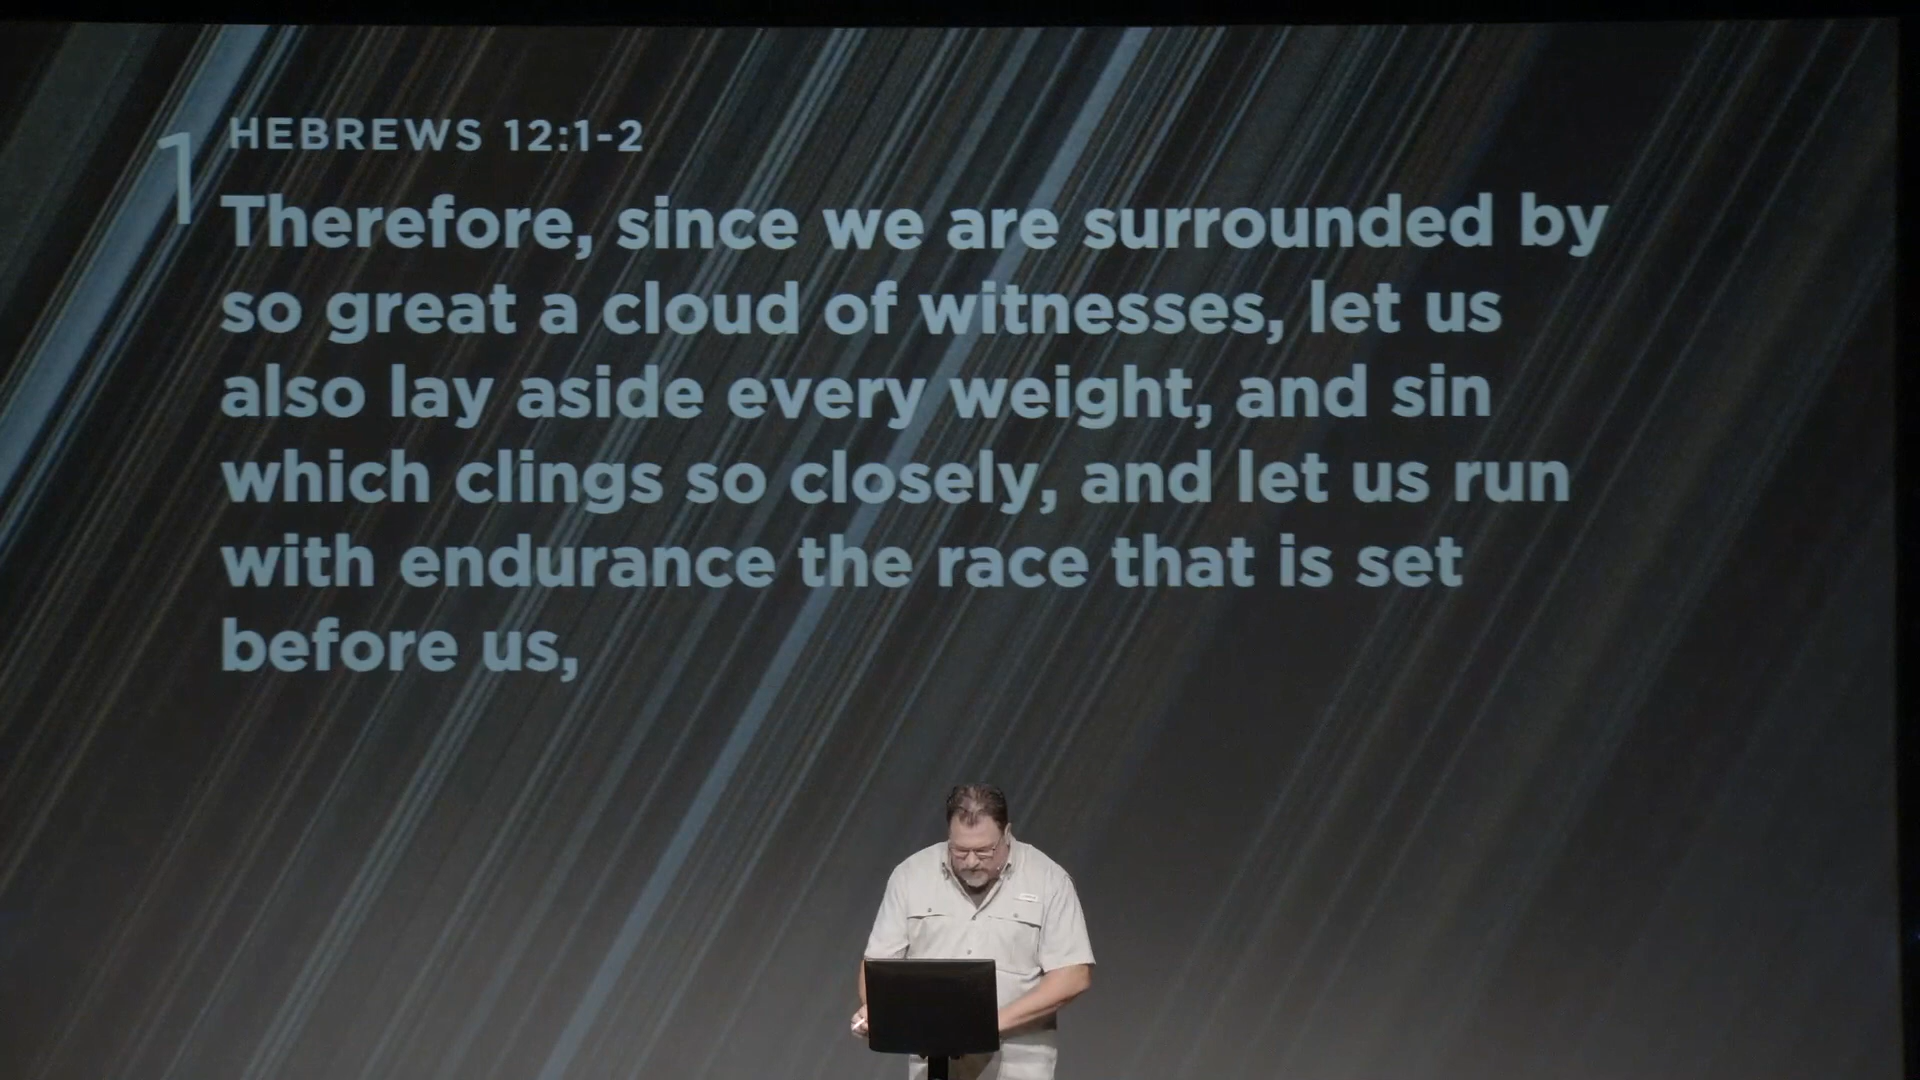 HEBREWS 12:1-2
1 Therefore, since we are surrounded by
so great a cloud of witnesses, let us
also lay aside every weight, and sin
which clings so closely, and let us run
with endurance the race that is set
before us,